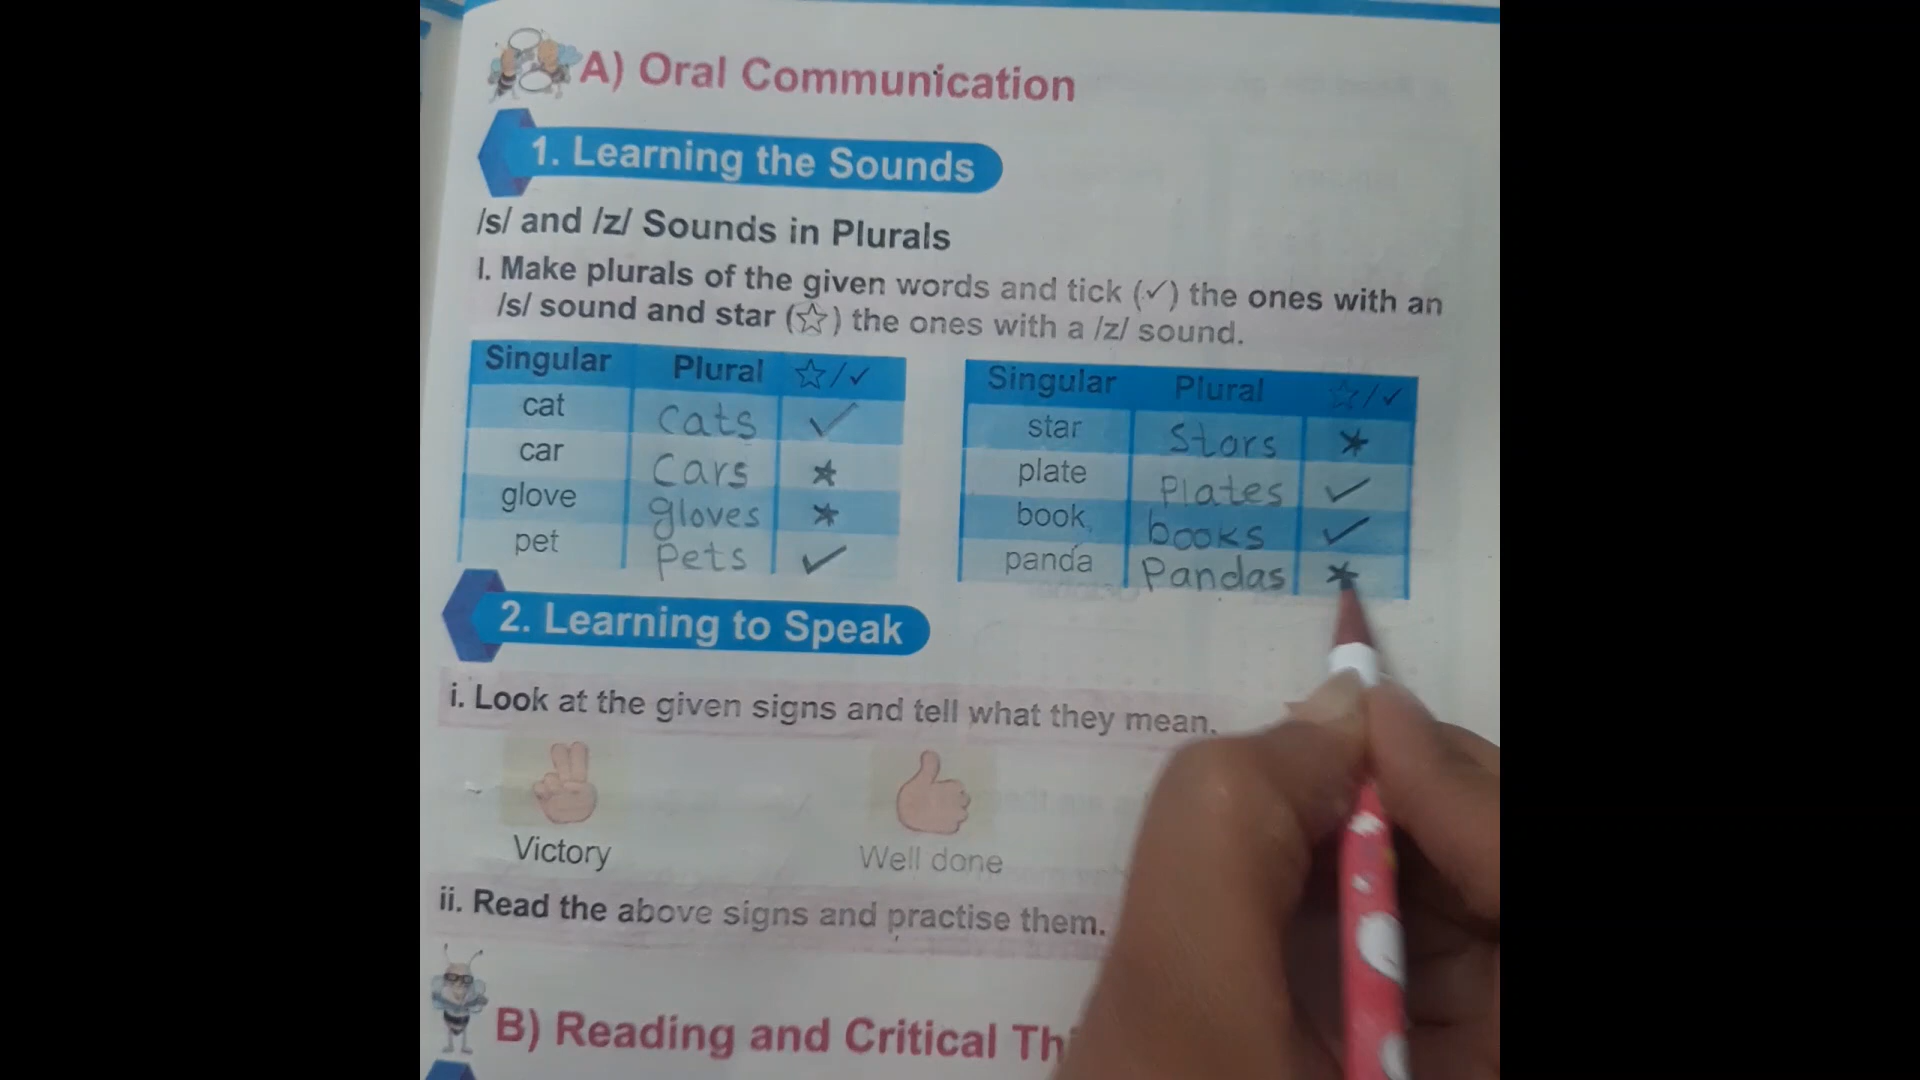 A) Oral Communication
1. Learning the Sounds
/s/ and /z/ Sounds in Plurals
I. Make plurals of the given words and tick (✓) the ones with an
/s/ sound and star (☆) the ones with a /z/ sound.
Singular Plural ☆/✓
cat Cats ✓
car Cars ★
glove gloves ★
pet Pets ✓
Singular Plural ☆/✓
star Stars ★
plate Plates ✓
book books ✓
panda Pandas ★
2. Learning to Speak
i. Look at the given signs and tell what they mean.
Victory Well done
ii. Read the above signs and practise them.
B) Reading and Critical